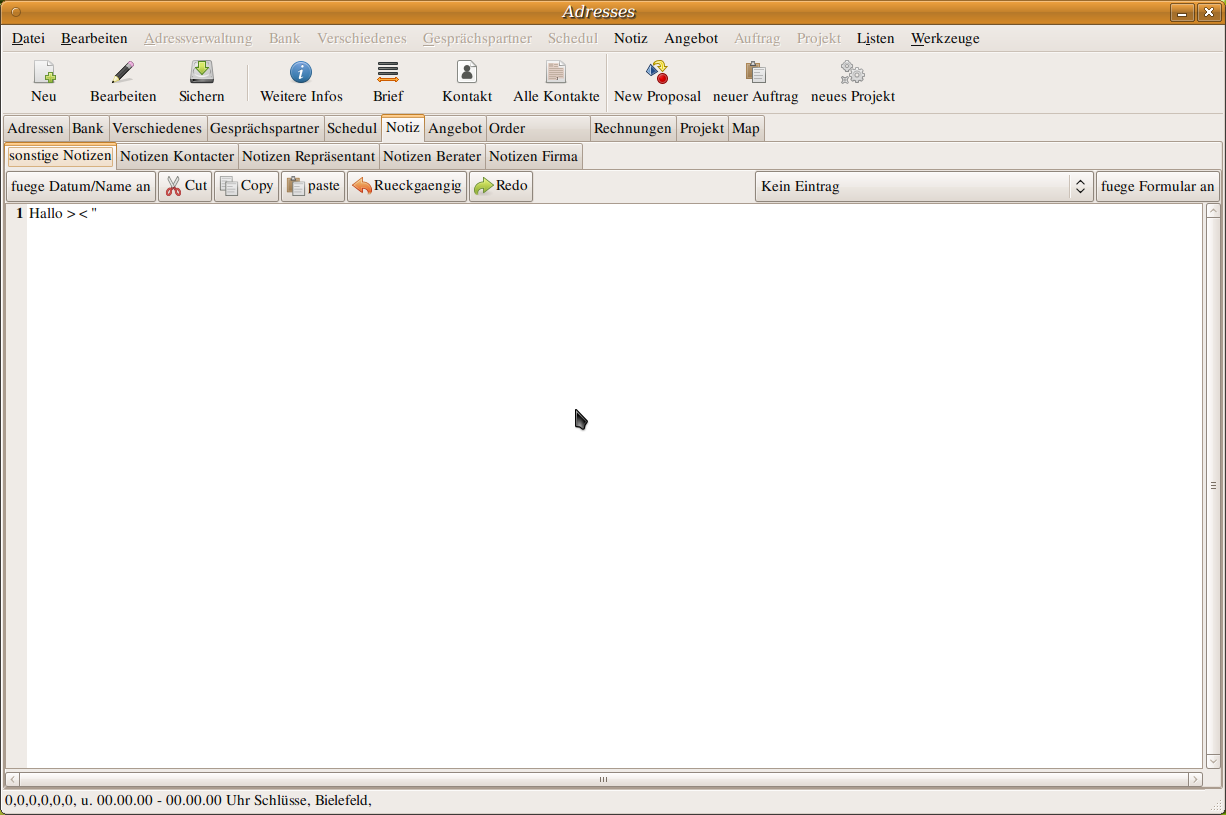 Adresses
Datei Bearbeiten Adressverwaltung Bank Verschiedenes Gesprächspartner Schedul Notiz Angebot Auftrag Projekt Listen Werkzeuge
Neu Bearbeiten Sichern Weitere Infos Brief Kontakt Alle Kontakte New Proposal neuer Auftrag neues Projekt
Adressen Bank Verschiedenes Gesprächspartner Schedul Notiz Angebot Order Rechnungen Projekt Map
sonstige Notizen Notizen Kontacter Notizen Repräsentant Notizen Berater Notizen Firma
fuege Datum/Name an Cut Copy paste Rueckgaengig Redo Kein Eintrag fuege Formular an
1 Hallo > < "
0,0,0,0,0,0, u. 00.00.00 - 00.00.00 Uhr Schlüsse, Bielefeld,